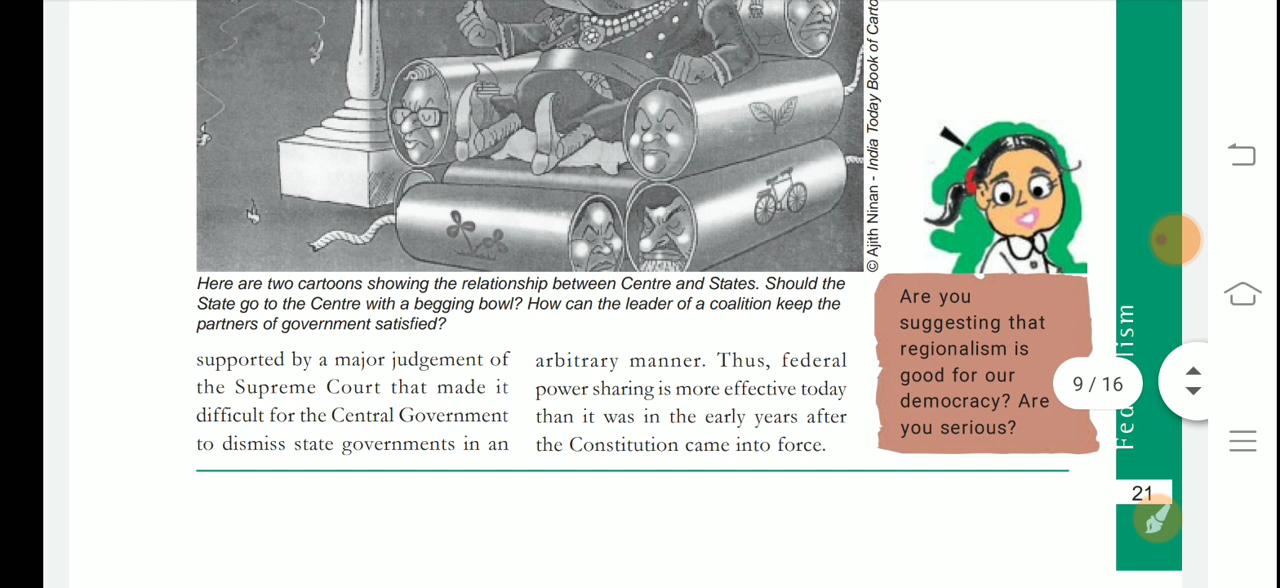 © Ajith Ninan - India Today Book of Carto
Here are two cartoons showing the relationship between Centre and States. Should the
State go to the Centre with a begging bowl? How can the leader of a coalition keep the
partners of government satisfied?
supported by a major judgement of
the Supreme Court that made it
difficult for the Central Government
to dismiss state governments in an
arbitrary manner. Thus, federal
power sharing is more effective today
than it was in the early years after
the Constitution came into force.
Are you
suggesting that
regionalism is
good for our
democracy? Are
you serious?
9 / 16
21